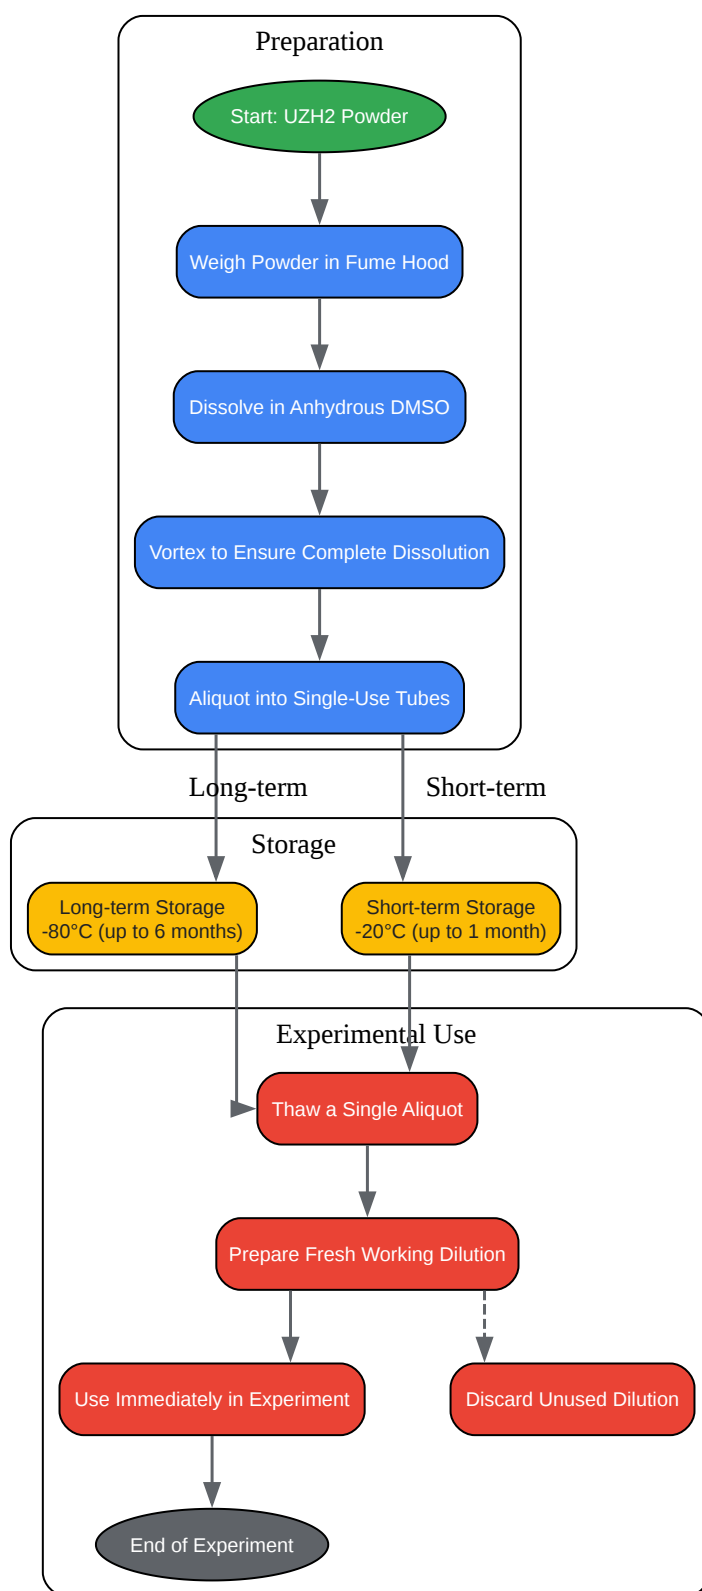 Preparation
Start: UZH2 Powder
Weigh Powder in Fume Hood
Dissolve in Anhydrous DMSO
Vortex to Ensure Complete Dissolution
Aliquot into Single-Use Tubes
Long-term
Short-term
Storage
Long-term Storage
-80°C (up to 6 months)
Short-term Storage
-20°C (up to 1 month)
Experimental Use
Thaw a Single Aliquot
Prepare Fresh Working Dilution
Use Immediately in Experiment
Discard Unused Dilution
End of Experiment